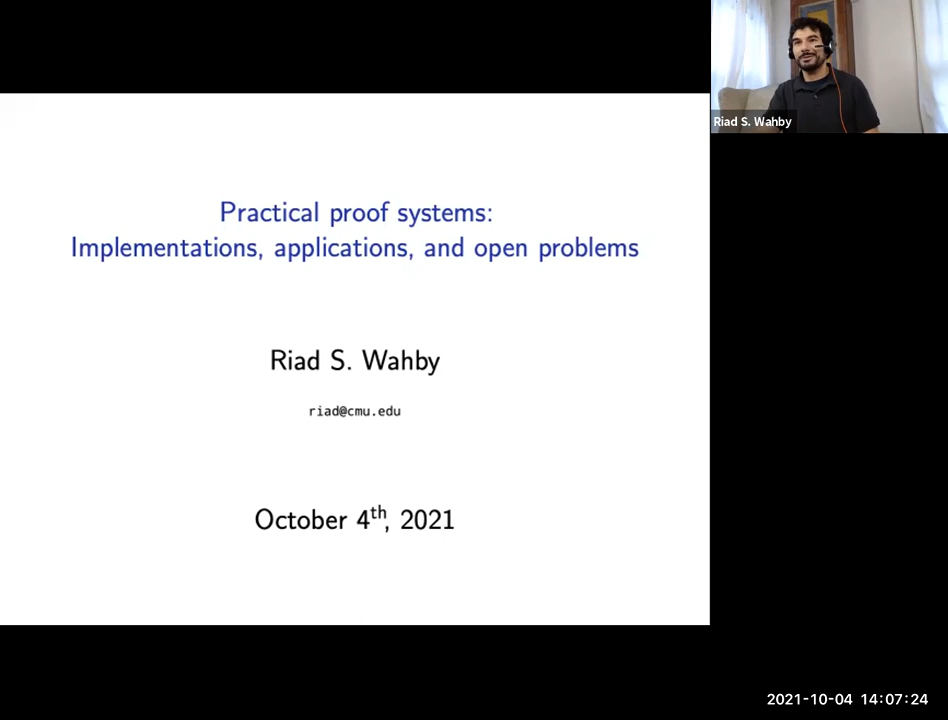 Riad S. Wahby
Practical proof systems:
Implementations, applications, and open problems
Riad S. Wahby
riad@cmu.edu
October 4th, 2021
2021-10-04 14:07:24